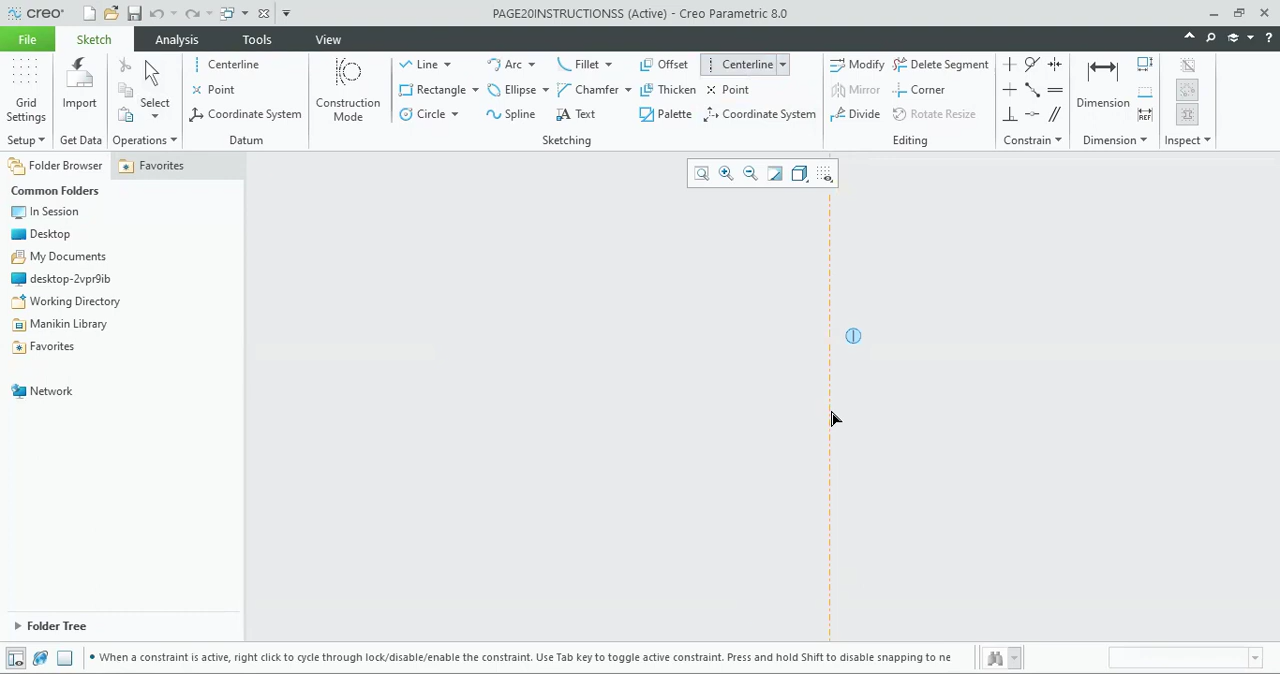 creo® PAGE20INSTRUCTIONSS (Active) - Creo Parametric 8.0
File Sketch Analysis Tools View
Centerline Line Arc Fillet Offset Centerline Modify Delete Segment
Point Rectangle Ellipse Chamfer Thicken Point Mirror Corner
Grid Settings Import Select Coordinate System Construction Mode Circle Spline Text Palette Coordinate System Divide Rotate Resize Dimension REF
Setup Get Data Operations Datum Sketching Editing Constrain Dimension Inspect
Folder Browser Favorites
Common Folders
In Session
Desktop
My Documents
desktop-2vpr9ib
Working Directory
Manikin Library
Favorites
Network
Folder Tree
• When a constraint is active, right click to cycle through lock/disable/enable the constraint. Use Tab key to toggle active constraint. Press and hold Shift to disable snapping to ne